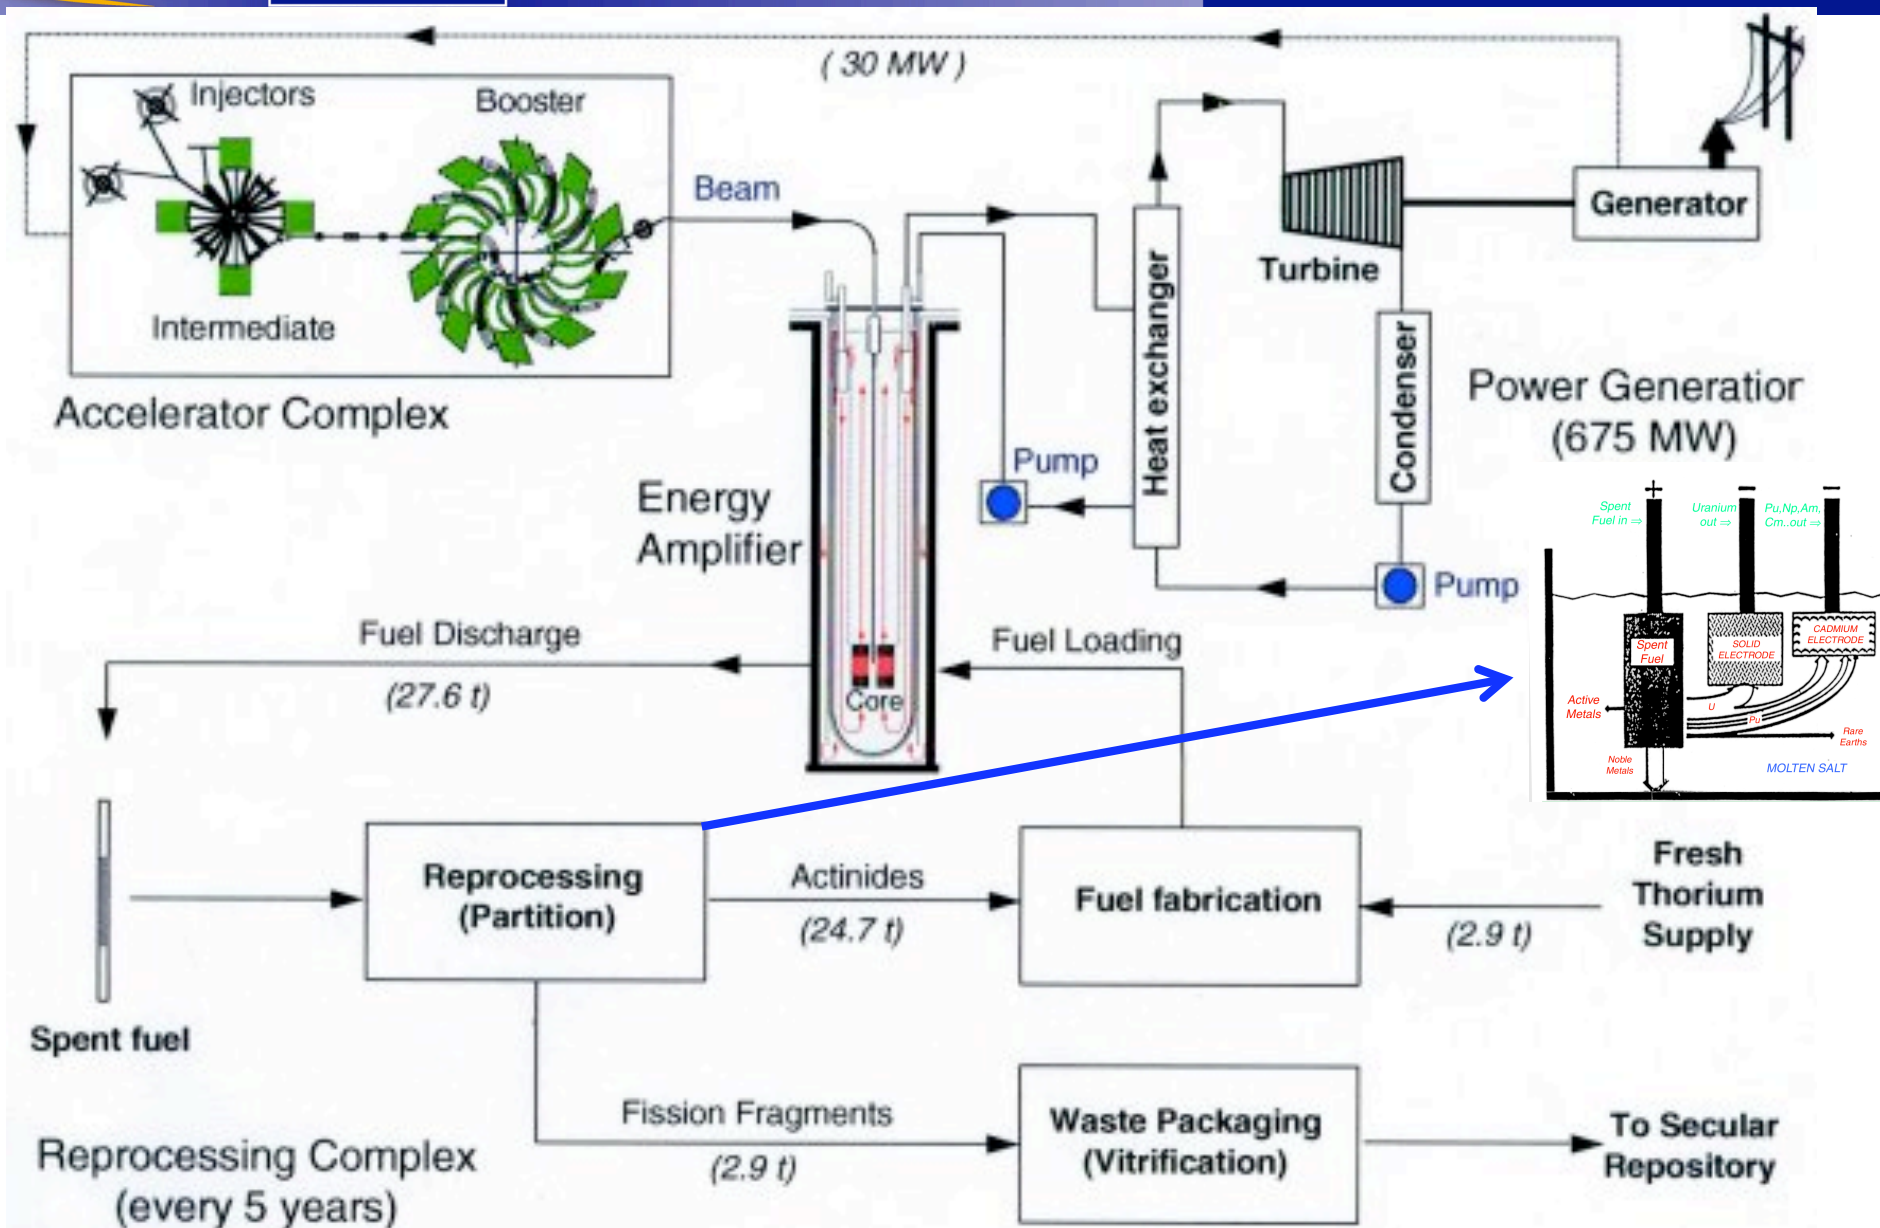 ( 30 MW )
Injectors
Booster
Intermediate
Accelerator Complex
Beam
Energy
Amplifier
Core
Pump
Heat exchanger
Turbine
Condenser
Pump
Generator
Power Generation
(675 MW)
Spent
Fuel in ⇒
Uranium
out ⇒
Pu,Np,Am,
Cm..out ⇒
+
−
−
Spent
Fuel
SOLID
ELECTRODE
CADMIUM
ELECTRODE
Active
Metals
U
Pu
Rare
Earths
Noble
Metals
MOLTEN SALT
Fuel Discharge
(27.6 t)
Fuel Loading
Spent fuel
Reprocessing
(Partition)
Actinides
(24.7 t)
Fuel fabrication
(2.9 t)
Fresh
Thorium
Supply
Fission Fragments
(2.9 t)
Waste Packaging
(Vitrification)
To Secular
Repository
Reprocessing Complex
(every 5 years)